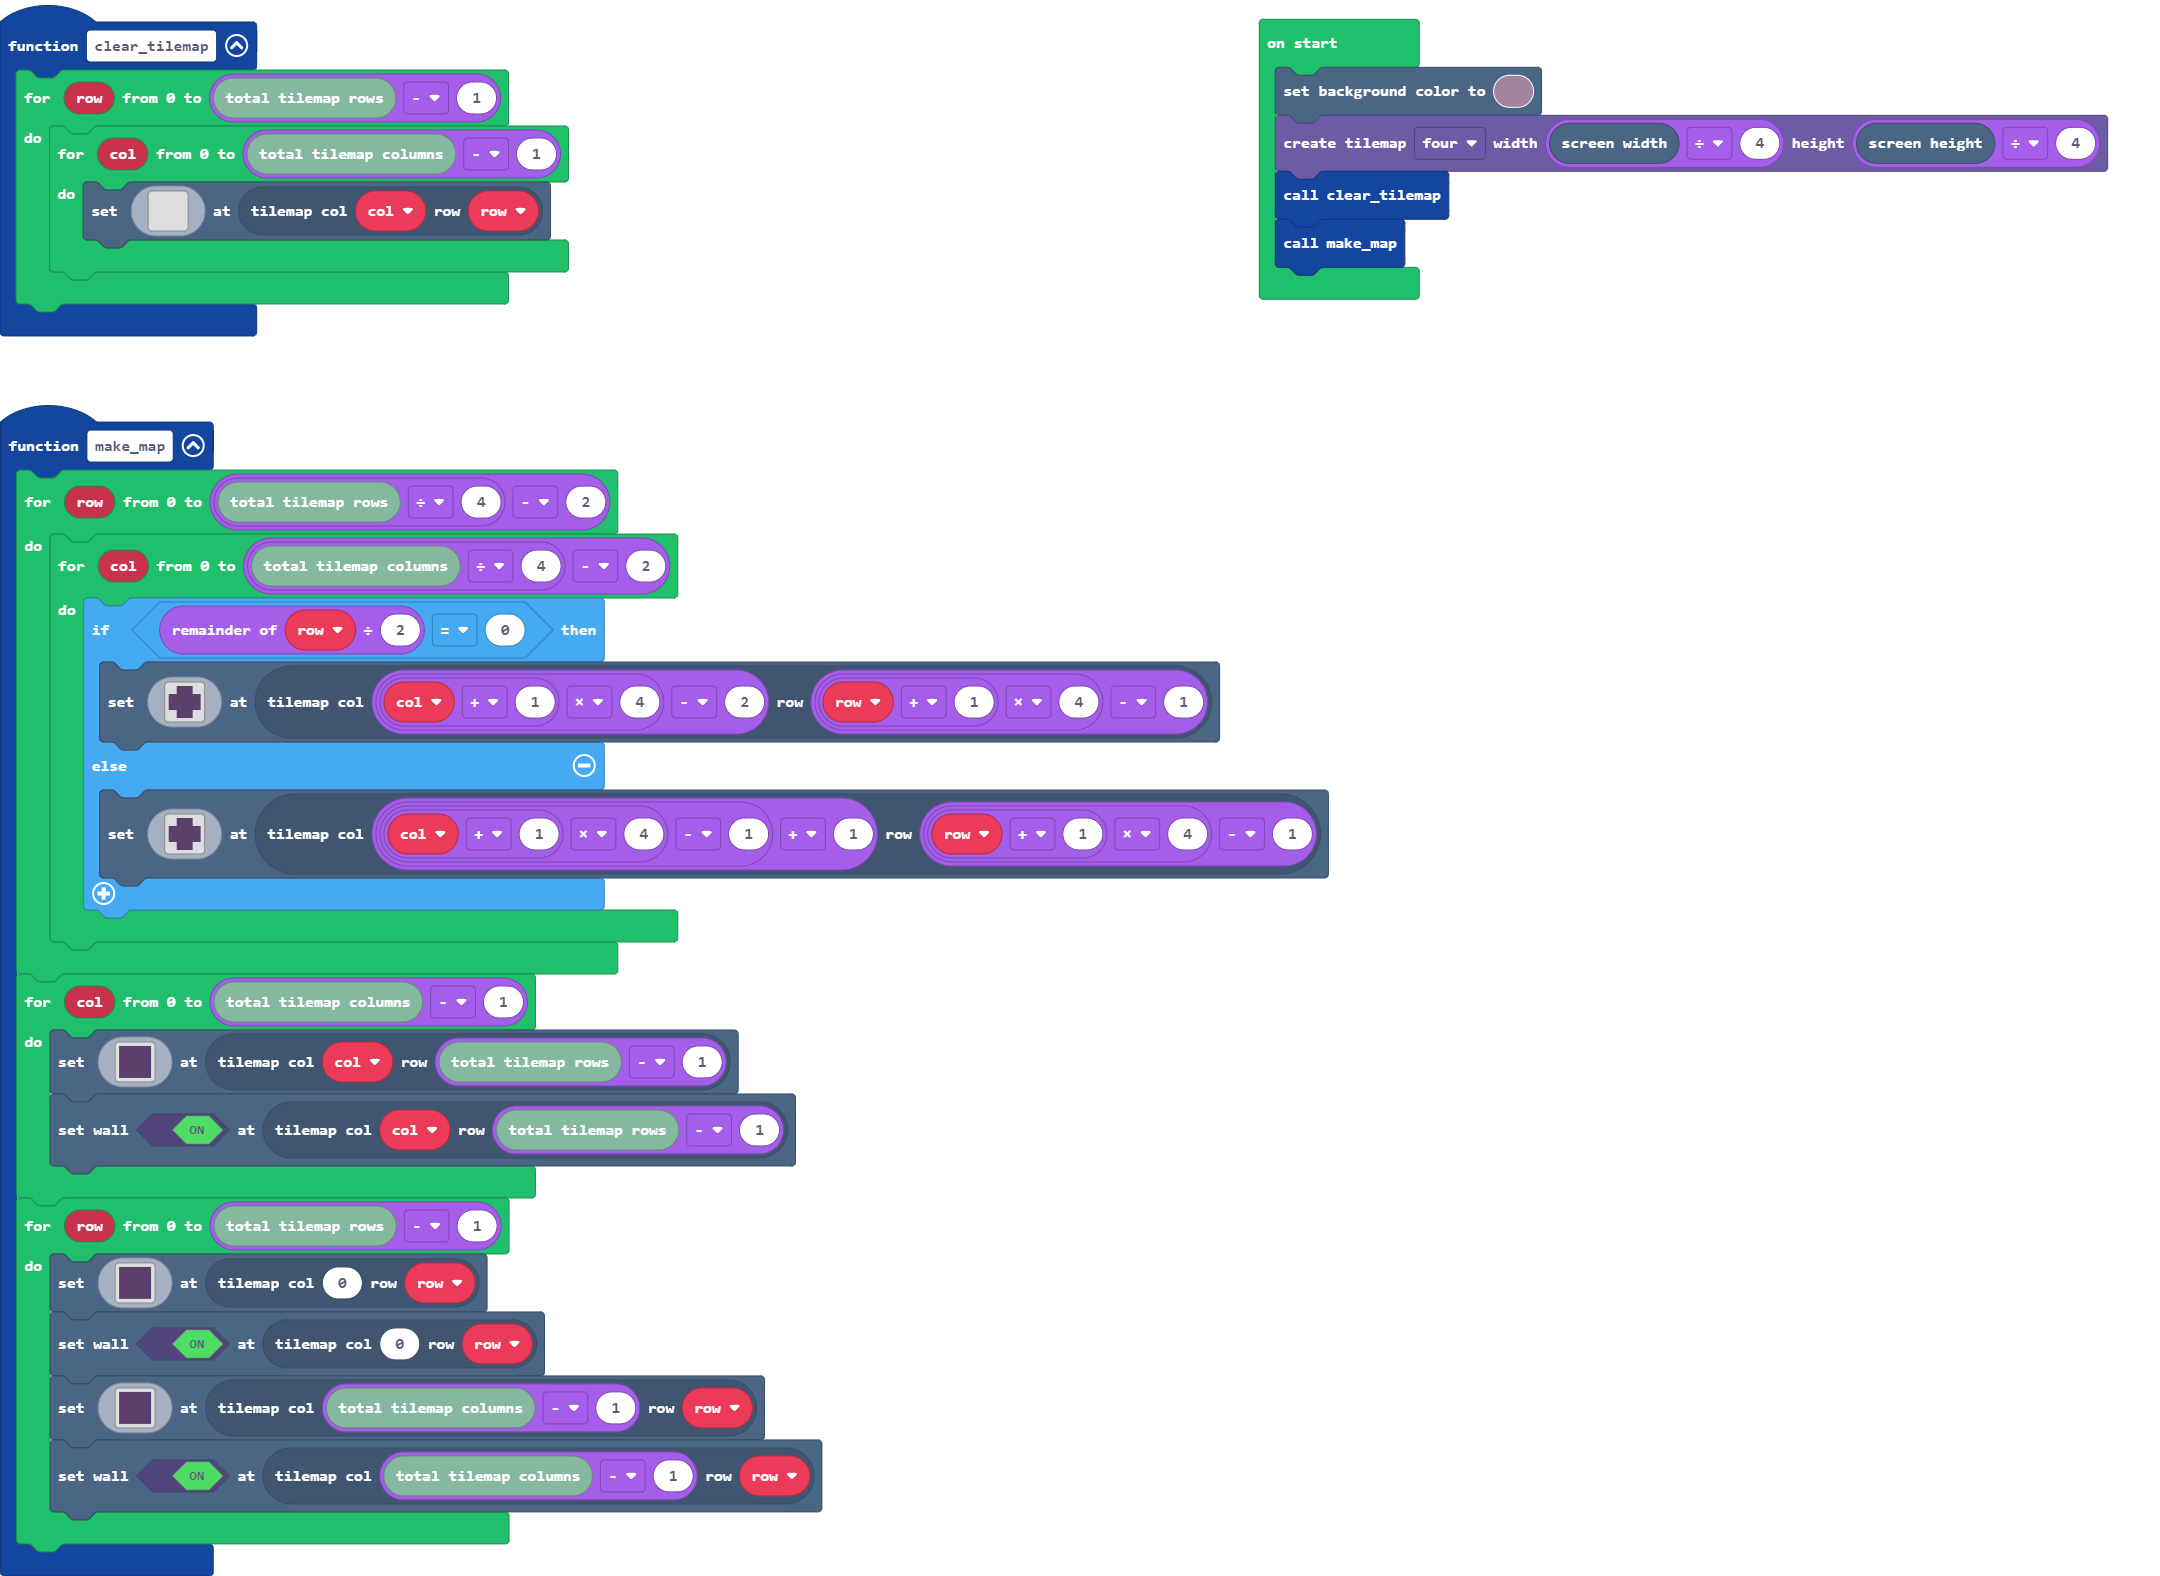 function clear_tilemap
for row from 0 to total tilemap rows - 1
do
for col from 0 to total tilemap columns - 1
do
set at tilemap col col row row
on start
set background color to
create tilemap four width screen width ÷ 4 height screen height ÷ 4
call clear_tilemap
call make_map
function make_map
for row from 0 to total tilemap rows ÷ 4 - 2
do
for col from 0 to total tilemap columns ÷ 4 - 2
do
if remainder of row ÷ 2 = 0 then
set at tilemap col col + 1 × 4 - 2 row row + 1 × 4 - 1
else
set at tilemap col col + 1 × 4 - 1 + 1 row row + 1 × 4 - 1
for col from 0 to total tilemap columns - 1
do
set at tilemap col col row total tilemap rows - 1
set wall ON at tilemap col col row total tilemap rows - 1
for row from 0 to total tilemap rows - 1
do
set at tilemap col 0 row row
set wall ON at tilemap col 0 row row
set at tilemap col total tilemap columns - 1 row row
set wall ON at tilemap col total tilemap columns - 1 row row